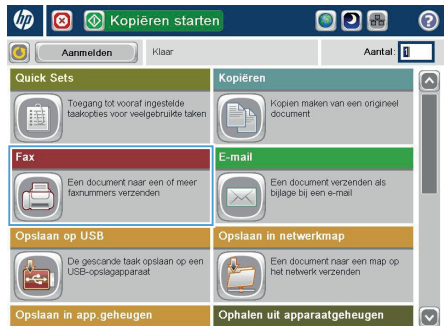 hp
Kopiëren starten
?
Aanmelden
Klaar
Aantal: 1
Quick Sets
Toegang tot vooraf ingestelde
taakopties voor veelgebruikte taken
Kopiëren
Kopien maken van een origineel
document
Fax
Een document naar een of meer
faxnummers verzenden
E-mail
Een document verzenden als
bijlage bij een e-mail
Opslaan op USB
De gescande taak opslaan op een
USB-opslagapparaat
Opslaan in netwerkmap
Een document naar een map op
het netwerk verzenden
Opslaan in app.geheugen
Ophalen uit apparaatgeheugen